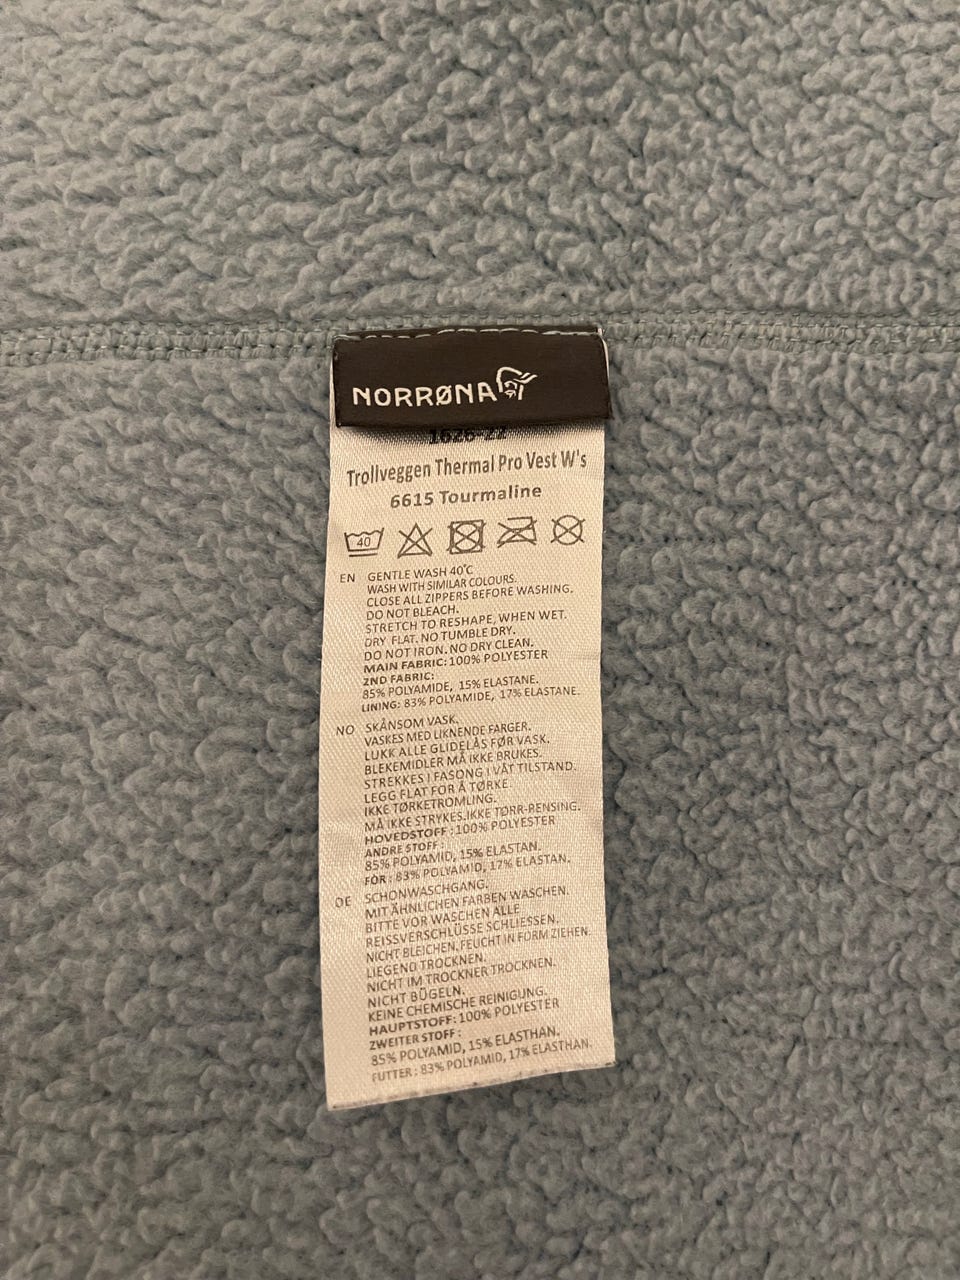 NORRØNA
Trollveggen Thermal Pro Vest W's
6615 Tourmaline
40
EN GENTLE WASH 40°C
WASH WITH SIMILAR COLOURS.
CLOSE ALL ZIPPERS BEFORE WASHING.
DO NOT BLEACH.
STRETCH TO RESHAPE, WHEN WET.
DRY FLAT. NO TUMBLE DRY.
DO NOT IRON. NO DRY CLEAN.
MAIN FABRIC: 100% POLYESTER
2ND FABRIC:
85% POLYAMIDE, 15% ELASTANE.
LINING: 83% POLYAMIDE, 17% ELASTANE.
NO SKÅNSOM VASK.
VASKES MED LIKNENDE FARGER.
LUKK ALLE GLIDELÅS FØR VASK.
BLEKEMIDLER MÅ IKKE BRUKES.
STREKKES I FASONG I VÅT TILSTAND.
LEGG FLAT FOR Å TØRKE.
IKKE TØRKETROMLING.
MÅ IKKE STRYKES. IKKE TØRR-RENSING.
HOVEDSTOFF : 100% POLYESTER
ANDRE STOFF :
85% POLYAMID, 15% ELASTAN.
FÔR : 83% POLYAMID, 17% ELASTAN.
DE SCHONWASCHGANG.
MIT ÄHNLICHEN FARBEN WASCHEN.
BITTE VOR WASCHEN ALLE
REISSVERSCHLÜSSE SCHLIESSEN.
NICHT BLEICHEN. FEUCHT IN FORM ZIEHEN.
LIEGEND TROCKNEN.
NICHT IM TROCKNER TROCKNEN.
NICHT BÜGELN.
KEINE CHEMISCHE REINIGUNG.
HAUPTSTOFF: 100% POLYESTER
ZWEITER STOFF :
85% POLYAMID, 15% ELASTHAN.
FUTTER : 83% POLYAMID, 17% ELASTHAN.